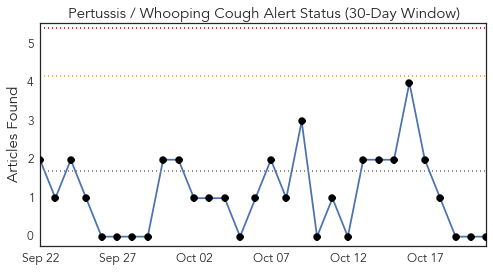 Pertussis / Whooping Cough Alert Status (30-Day Window)
Articles Found
5
4
3
2
1
0
Sep 22 Sep 27 Oct 02 Oct 07 Oct 12 Oct 17